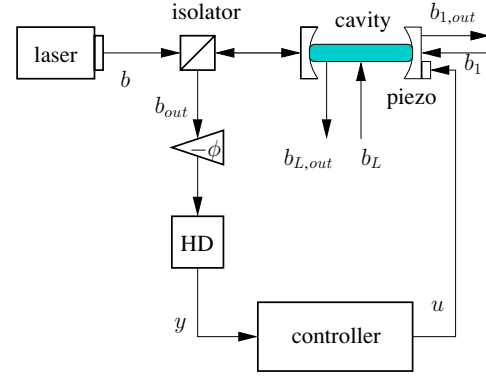 isolator
cavity
b_{1,out}
laser
b
b_1
b_{out}
piezo
-ϕ
b_{L,out}
b_L
HD
y
u
controller